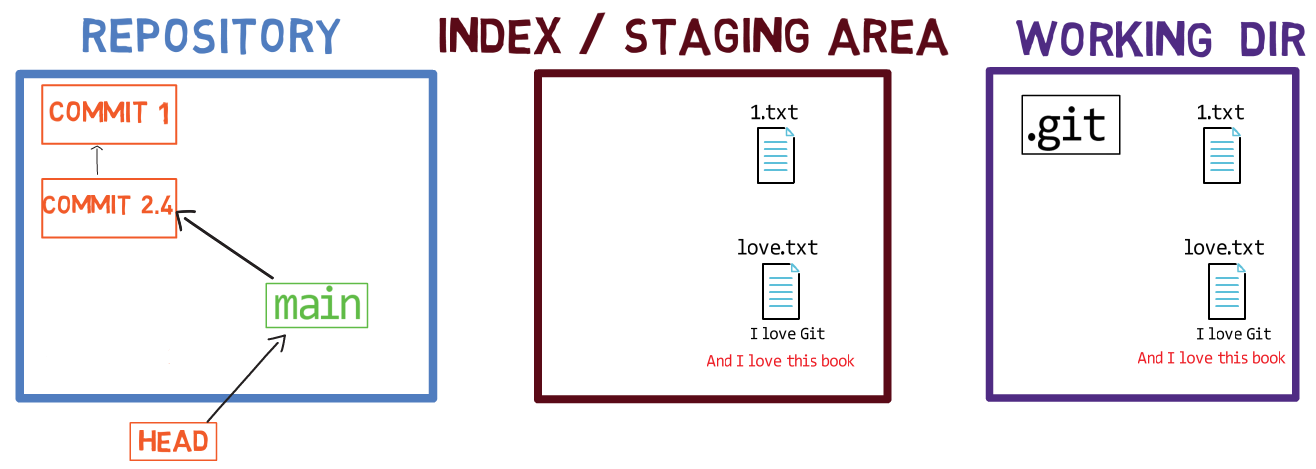 REPOSITORY
COMMIT 1
COMMIT 2.4
main
HEAD
INDEX / STAGING AREA
1.txt
love.txt
I love Git
And I love this book
WORKING DIR
.git
1.txt
love.txt
I love Git
And I love this book